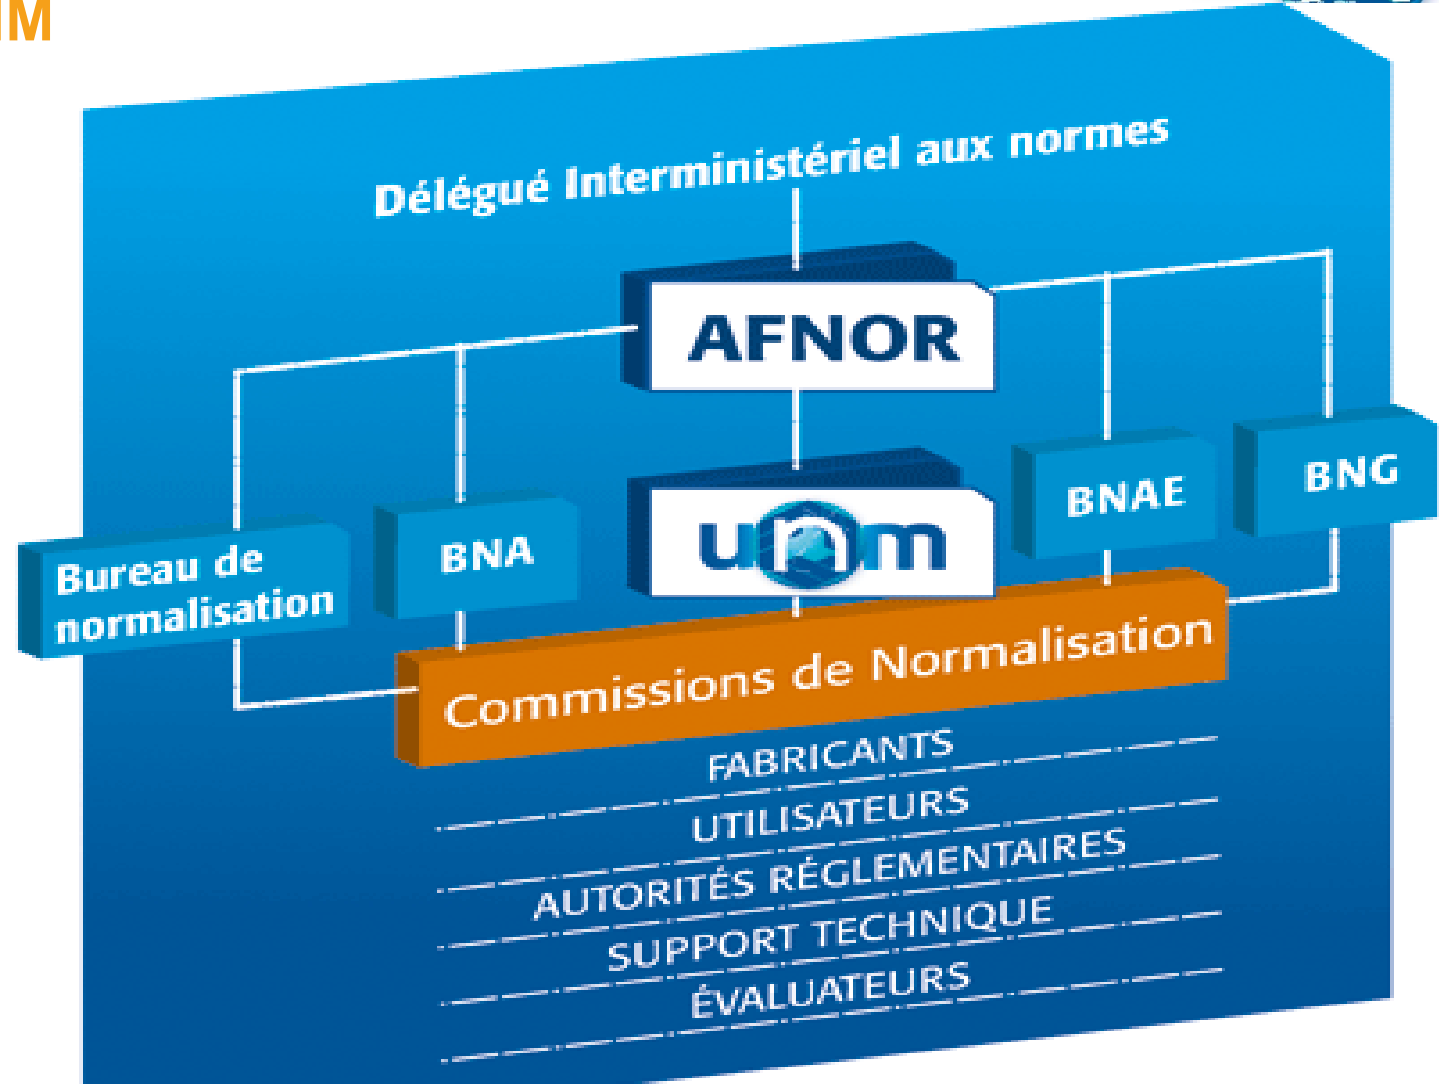 Délégué Interministériel aux normes
AFNOR
BNG
BNAE
BNA
unm
Bureau de
normalisation
Commissions de Normalisation
FABRICANTS
UTILISATEURS
AUTORITÉS RÉGLEMENTAIRES
SUPPORT TECHNIQUE
ÉVALUATEURS